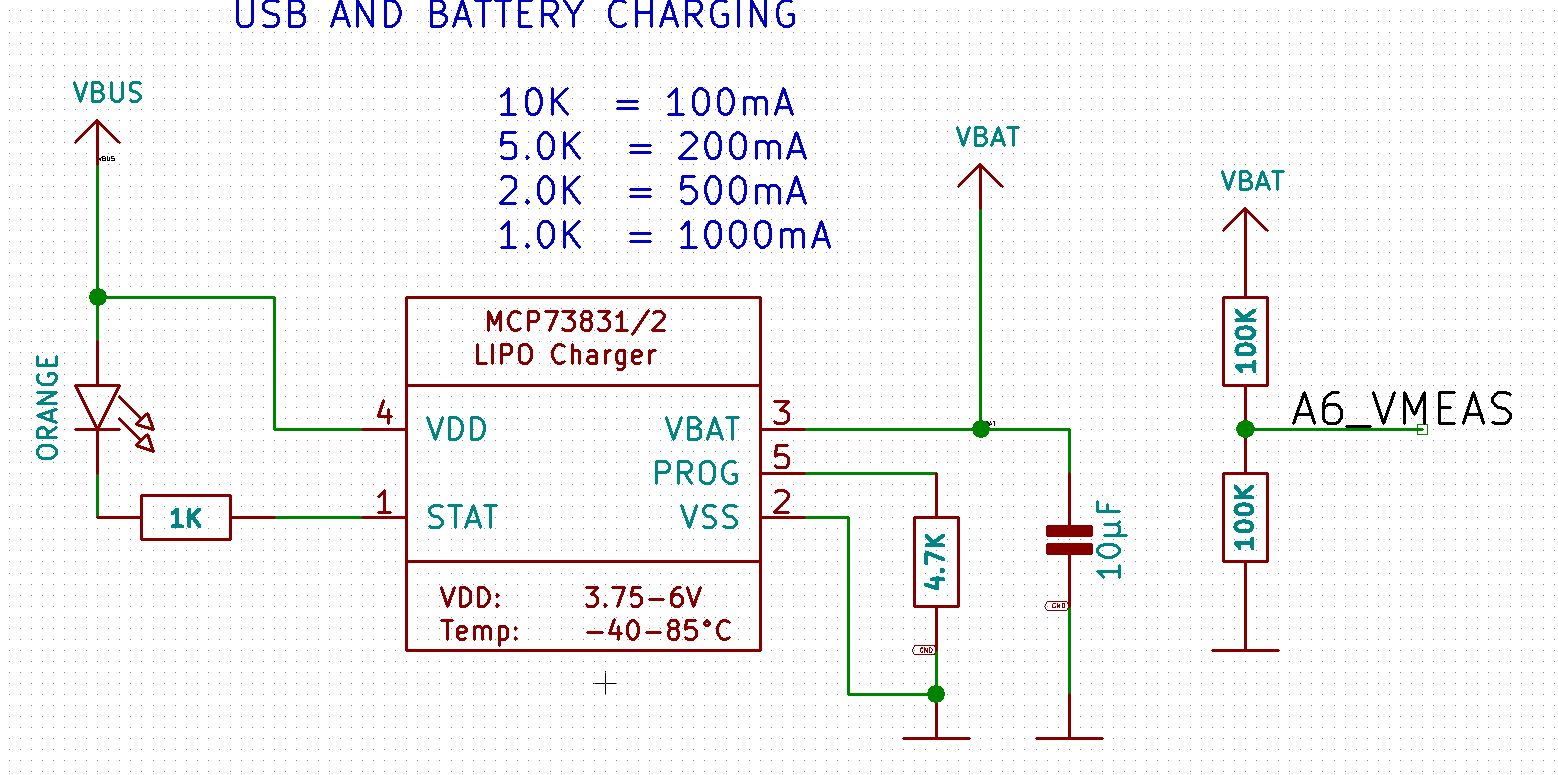 USB AND BATTERY CHARGING
VBUS
VBUS
10K = 100mA
5.0K = 200mA
2.0K = 500mA
1.0K = 1000mA
VBAT
VBAT
ORANGE
1K
MCP73831/2
LIPO Charger
4 VDD
1 STAT
VBAT 3
PROG 5
VSS 2
VDD: 3.75-6V
Temp: -40-85°C
4.7K
GND
10µF
GND
100K
A6_VMEAS
100K